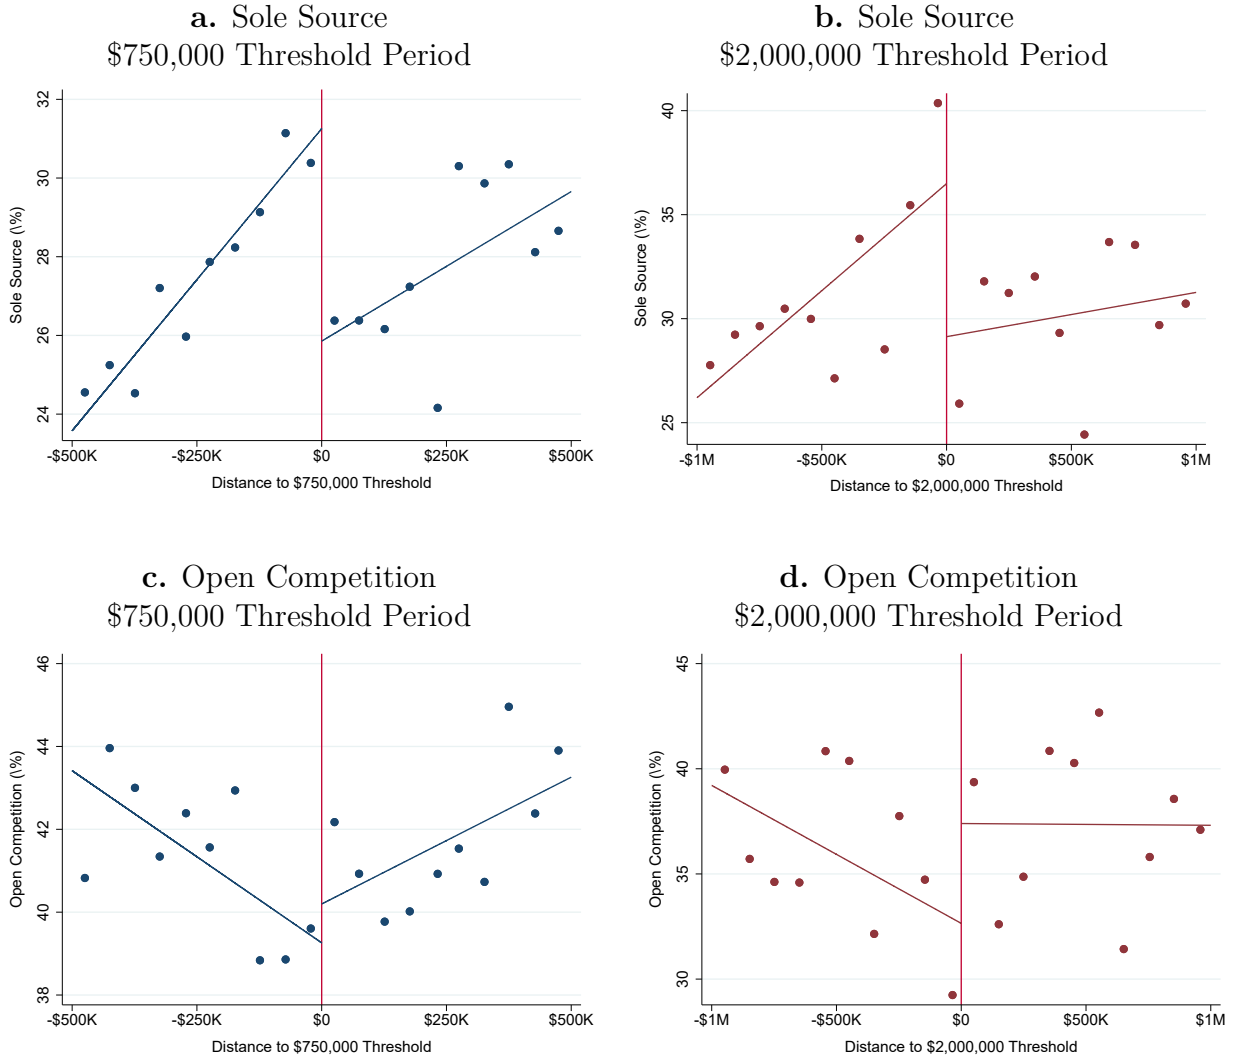 a. Sole Source
$750,000 Threshold Period
32
30
28
26
24
Sole Source (\%)
-$500K -$250K $0 $250K $500K
Distance to $750,000 Threshold
b. Sole Source
$2,000,000 Threshold Period
40
35
30
25
Sole Source (\%)
-$1M -$500K $0 $500K $1M
Distance to $2,000,000 Threshold
c. Open Competition
$750,000 Threshold Period
46
44
42
40
38
Open Competition (\%)
-$500K -$250K $0 $250K $500K
Distance to $750,000 Threshold
d. Open Competition
$2,000,000 Threshold Period
45
40
35
30
Open Competition (\%)
-$1M -$500K $0 $500K $1M
Distance to $2,000,000 Threshold